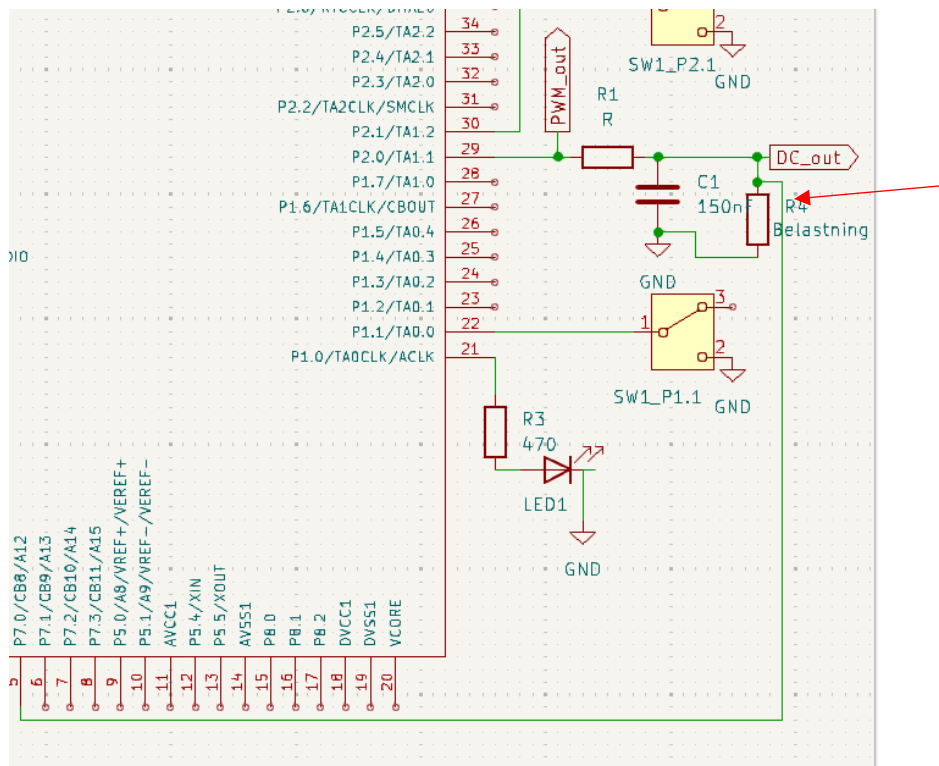 34
P2.5/TA2.2
33
P2.4/TA2.1
32
P2.3/TA2.0
31
P2.2/TA2CLK/SMCLK
30
P2.1/TA1.2
29
P2.0/TA1.1
28
P1.7/TA1.0
27
P1.6/TA1CLK/CBOUT
26
P1.5/TA0.4
25
P1.4/TA0.3
24
P1.3/TA0.2
23
P1.2/TA0.1
22
P1.1/TA0.0
21
P1.0/TA0CLK/ACLK
2
SW1_P2.1
GND
PWM_out
R1
R
DC_out
C1
150nF
R4
Belastning
GND
1
3
2
SW1_P1.1
GND
R3
470
LED1
GND
P7.0/CB8/A12
P7.1/CB9/A13
P7.2/CB10/A14
P7.3/CB11/A15
P5.0/A8/VREF+/VEREF+
P5.1/A9/VREF-/VEREF-
AVCC1
P5.4/XIN
P5.5/XOUT
AVSS1
P8.0
P8.1
P8.2
DVCC1
DVSS1
VCORE
5
6
7
8
9
10
11
12
13
14
15
16
17
18
19
20